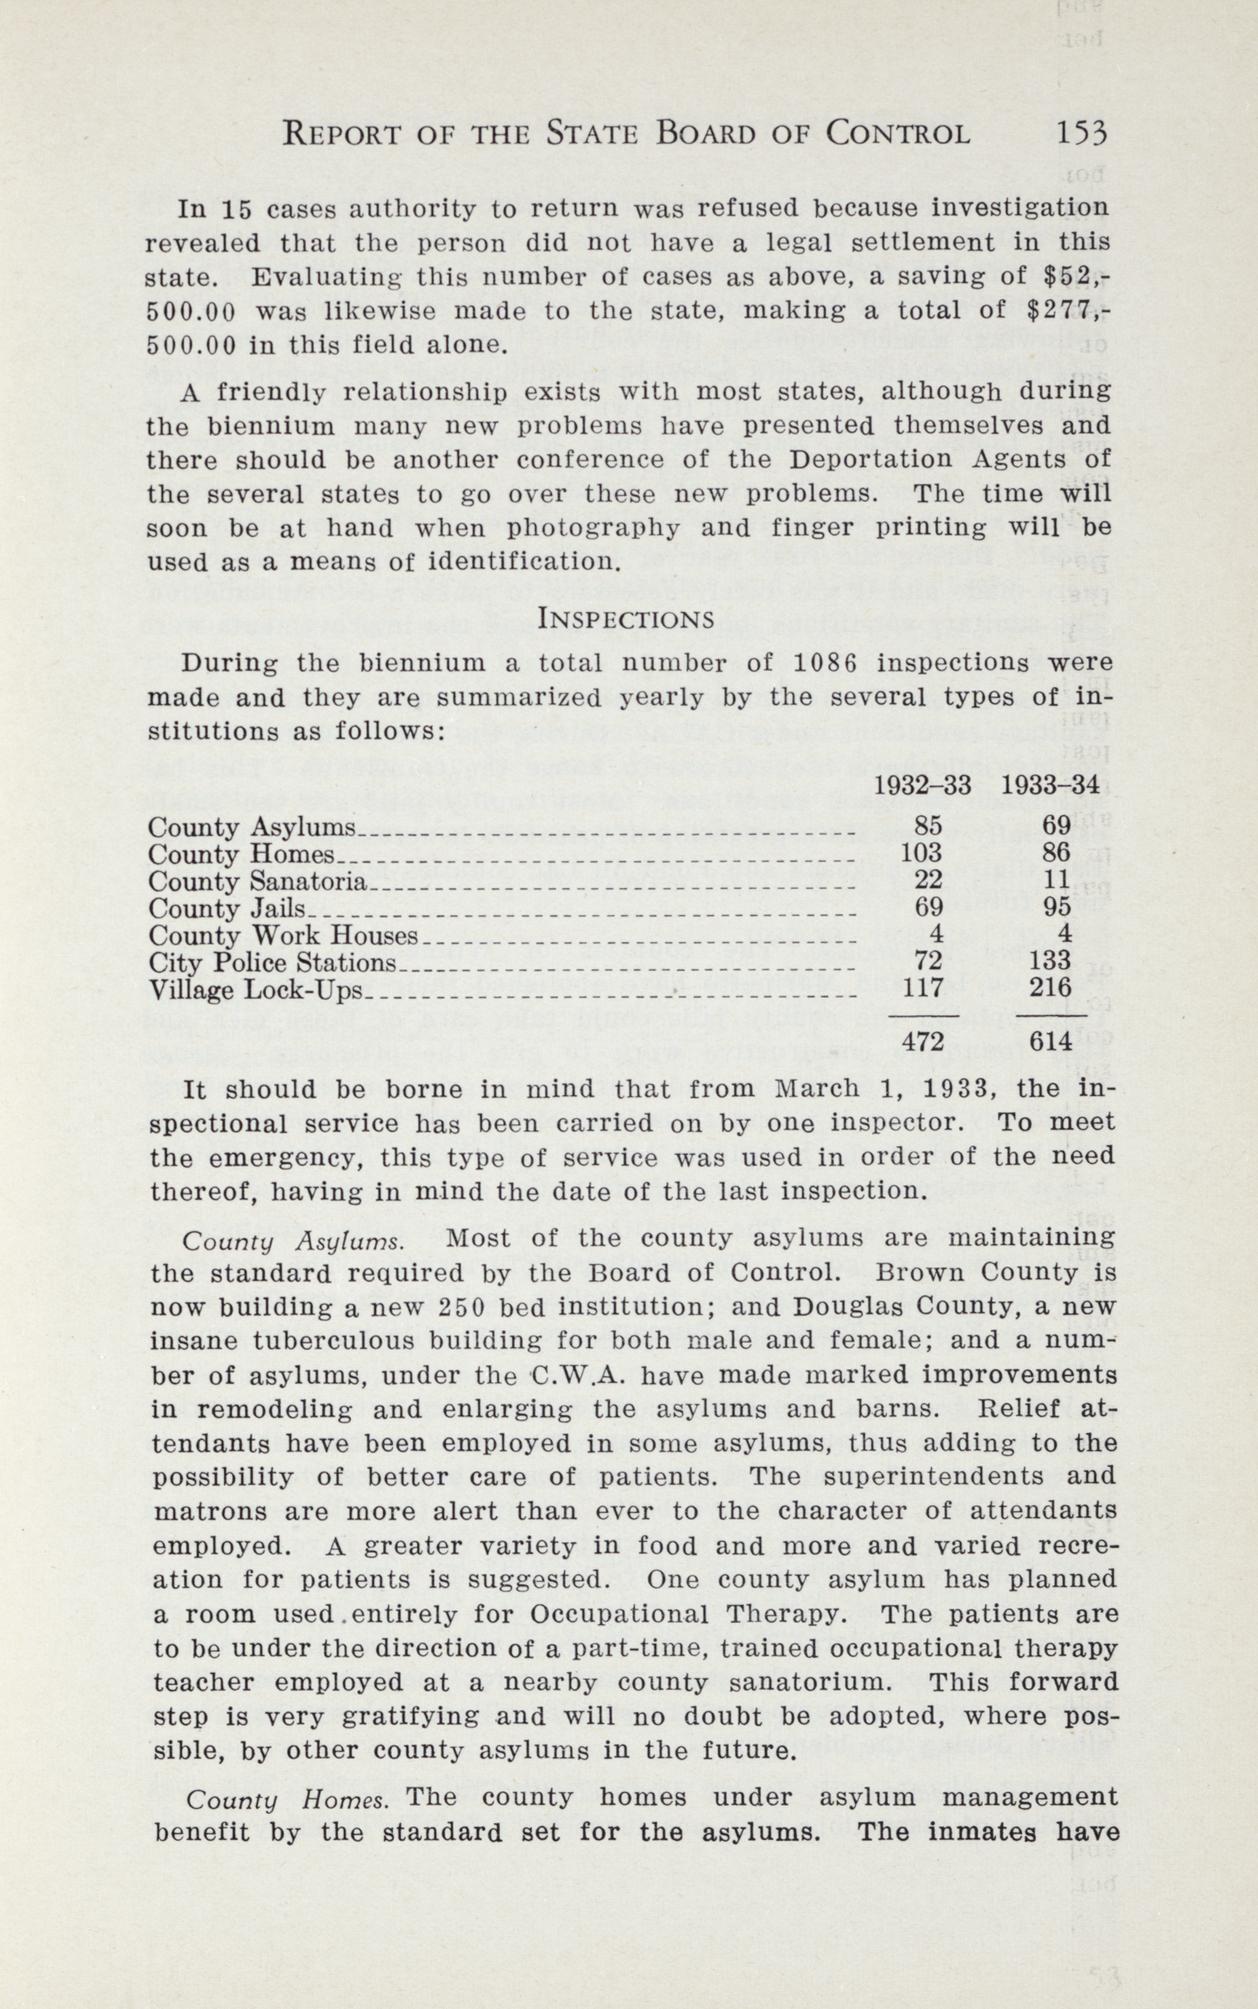 REPORT OF THE STATE BOARD OF CONTROL 153
In 15 cases authority to return was refused because investigation
revealed that the person did not have a legal settlement in this
state. Evaluating this number of cases as above, a saving of $52,-
500.00 was likewise made to the state, making a total of $277,-
500.00 in this field alone.
A friendly relationship exists with most states, although during
the biennium many new problems have presented themselves and
there should be another conference of the Deportation Agents of
the several states to go over these new problems. The time will
soon be at hand when photography and finger printing will be
used as a means of identification.
INSPECTIONS
During the biennium a total number of 1086 inspections were
made and they are summarized yearly by the several types of in-
stitutions as follows:
1932–33 1933–34
County Asylums 85 69
County Homes 103 86
County Sanatoria 22 11
County Jails 69 95
County Work Houses 4 4
City Police Stations 72 133
Village Lock-Ups 117 216
472 614
It should be borne in mind that from March 1, 1933, the in-
spectional service has been carried on by one inspector. To meet
the emergency, this type of service was used in order of the need
thereof, having in mind the date of the last inspection.
County Asylums. Most of the county asylums are maintaining
the standard required by the Board of Control. Brown County is
now building a new 250 bed institution; and Douglas County, a new
insane tuberculous building for both male and female; and a num-
ber of asylums, under the C.W.A. have made marked improvements
in remodeling and enlarging the asylums and barns. Relief at-
tendants have been employed in some asylums, thus adding to the
possibility of better care of patients. The superintendents and
matrons are more alert than ever to the character of attendants
employed. A greater variety in food and more and varied recre-
ation for patients is suggested. One county asylum has planned
a room used entirely for Occupational Therapy. The patients are
to be under the direction of a part-time, trained occupational therapy
teacher employed at a nearby county sanatorium. This forward
step is very gratifying and will no doubt be adopted, where pos-
sible, by other county asylums in the future.
County Homes. The county homes under asylum management
benefit by the standard set for the asylums. The inmates have